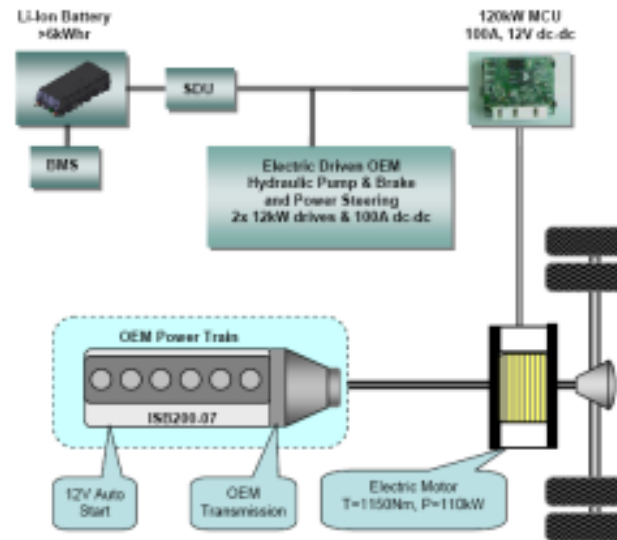 Li-Ion Battery
>6kWhr
120kW MCU
100A, 12V dc-dc
SDU
BMS
Electric Driven OEM
Hydraulic Pump & Brake
and Power Steering
2x 12kW drives & 100A dc-dc
OEM Power Train
ISB200.07
12V Auto
Start
OEM
Transmission
Electric Motor
T=1150Nm, P=110kW